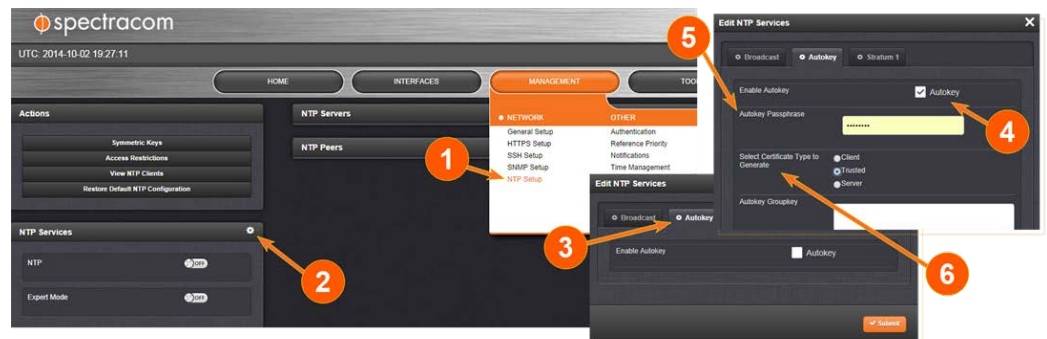 spectracom
UTC: 2014-10-02 19:27:11
HOME
INTERFACES
MANAGEMENT
TOO
Actions
Symmetric Keys
Access Restrictions
View NTP Clients
Restore Default NTP Configuration
NTP Servers
NTP Peers
NETWORK
General Setup
HTTPS Setup
SSH Setup
SNMP Setup
NTP Setup
OTHER
Authentication
Reference Priority
Notifications
Time Management
1
NTP Services
NTP
OFF
Expert Mode
OFF
2
Edit NTP Services
Broadcast
Autokey
Enable Autokey
Autokey
Submit
3
Edit NTP Services
Broadcast
Autokey
Stratum 1
Enable Autokey
Autokey
4
Autokey Passphrase
5
Select Certificate Type to
Generate
Client
Trusted
Server
6
Autokey Groupkey